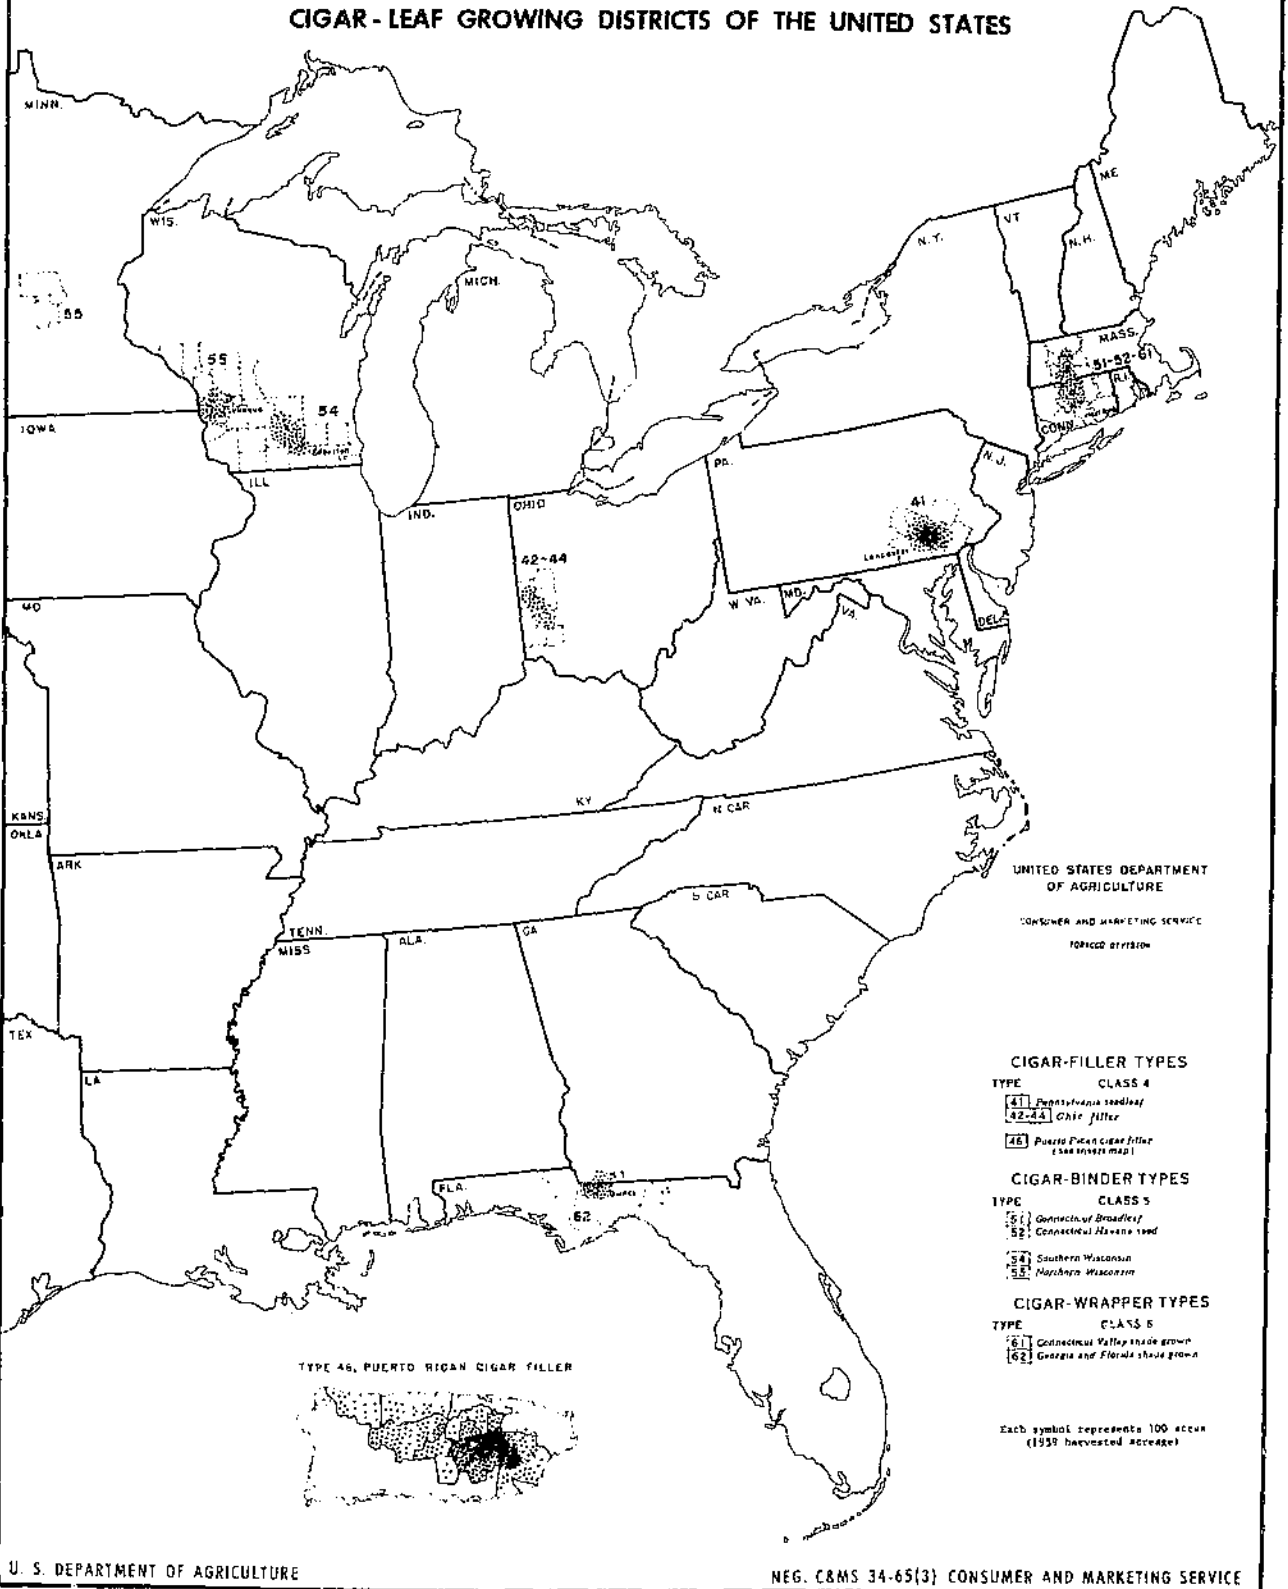 CIGAR-LEAF GROWING DISTRICTS OF THE UNITED STATES
MINN.
ME
WIS.
VT
N.Y.
N.H.
MICH.
55
MASS.
51-52-61
55
R.I.
54
IOWA
CONN.
Edgerton
ILL
PA.
N.J.
IND.
OHIO
41
42-44
Lancaster
MO
W VA.
MD.
VA.
DEL.
M
KY
N CAR
KANS.
OKLA
ARK
UNITED STATES DEPARTMENT
OF AGRICULTURE
S CAR
CONSUMER AND MARKETING SERVICE
TENN.
ALA.
GA
MISS
TOBACCO DIVISION
TEX
LA
CIGAR-FILLER TYPES
TYPE CLASS 4
41 Pennsylvania seedleaf
42-44 Ohio filler
46 Puerto Rican cigar filler
(see insert map)
CIGAR-BINDER TYPES
TYPE CLASS 5
51 Connecticut Broadleaf
52 Connecticut Havana seed
54 Southern Wisconsin
55 Northern Wisconsin
FLA.
Quincy
62
CIGAR-WRAPPER TYPES
TYPE CLASS 6
61 Connecticut Valley shade grown
62 Georgia and Florida shade grown
TYPE 46, PUERTO RICAN CIGAR FILLER
Each symbol represents 100 acres
(1959 harvested acreage)
U. S. DEPARTMENT OF AGRICULTURE
NEG. C&MS 34-65(3) CONSUMER AND MARKETING SERVICE